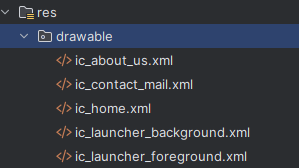 res
drawable
ic_about_us.xml
ic_contact_mail.xml
ic_home.xml
ic_launcher_background.xml
ic_launcher_foreground.xml